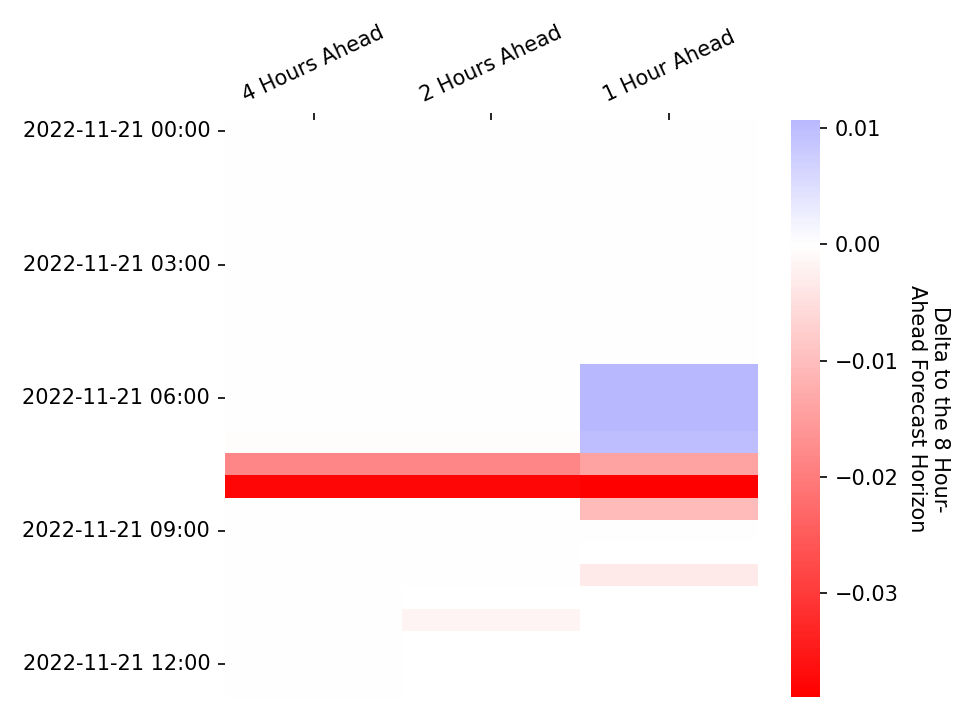 4 Hours Ahead
2 Hours Ahead
1 Hour Ahead
2022-11-21 00:00
2022-11-21 03:00
2022-11-21 06:00
2022-11-21 09:00
2022-11-21 12:00
0.01
0.00
−0.01
−0.02
−0.03
Delta to the 8 Hour-
Ahead Forecast Horizon